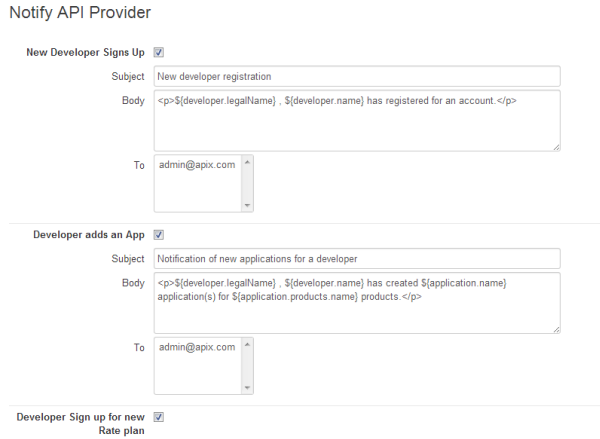 Notify API Provider
New Developer Signs Up
Subject New developer registration
Body <p>${developer.legalName} , ${developer.name} has registered for an account.</p>
To admin@apix.com
Developer adds an App
Subject Notification of new applications for a developer
Body <p>${developer.legalName} , ${developer.name} has created ${application.name}
application(s) for ${application.products.name} products.</p>
To admin@apix.com
Developer Sign up for new
Rate plan